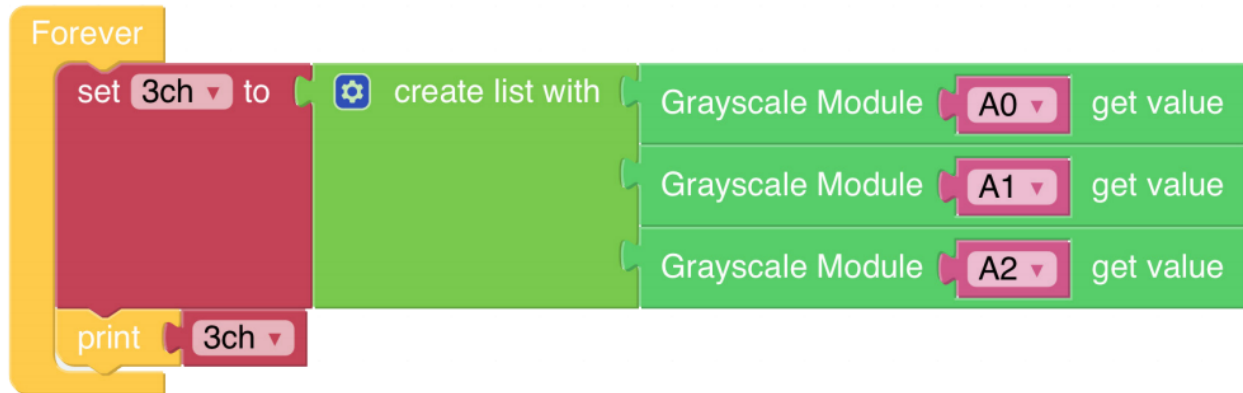 Forever
set 3ch to create list with Grayscale Module A0 get value
Grayscale Module A1 get value
Grayscale Module A2 get value
print 3ch